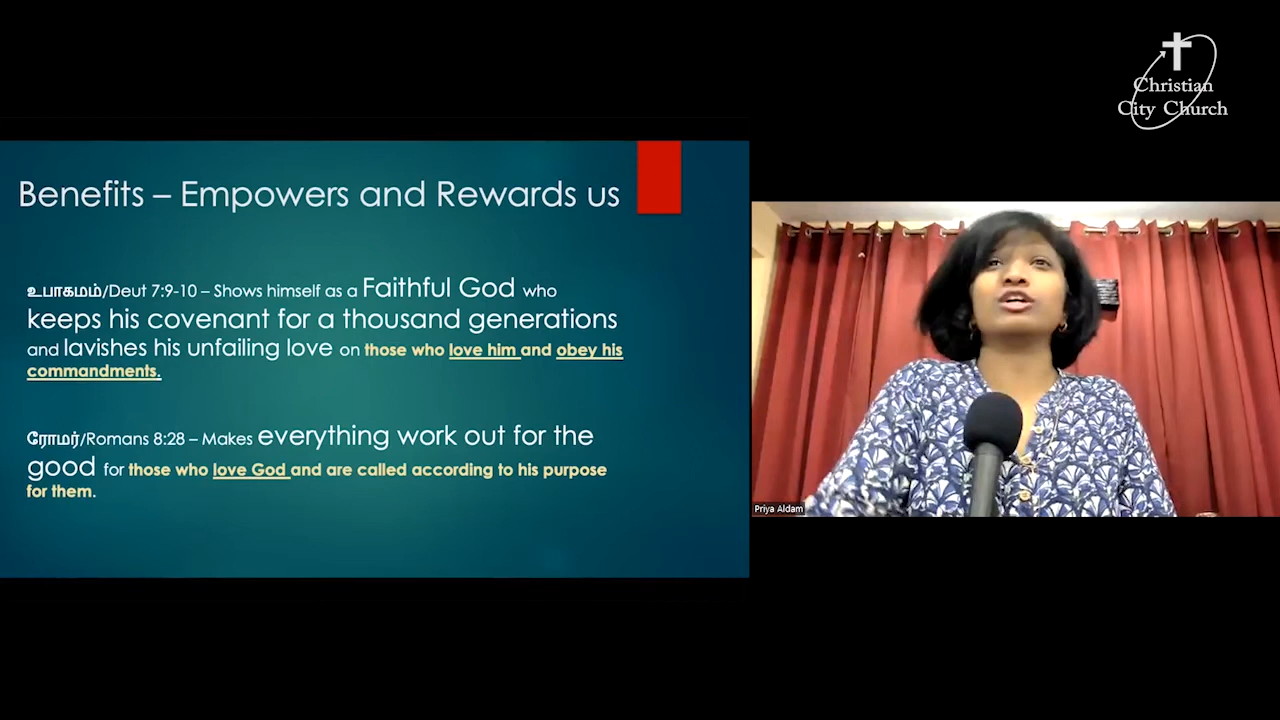 Christian
City Church
Benefits – Empowers and Rewards us
உபாகமம்/Deut 7:9-10 – Shows himself as a Faithful God who
keeps his covenant for a thousand generations
and lavishes his unfailing love on those who love him and obey his
commandments.
ரோமர்/Romans 8:28 – Makes everything work out for the
good for those who love God and are called according to his purpose
for them.
Priya Aldam